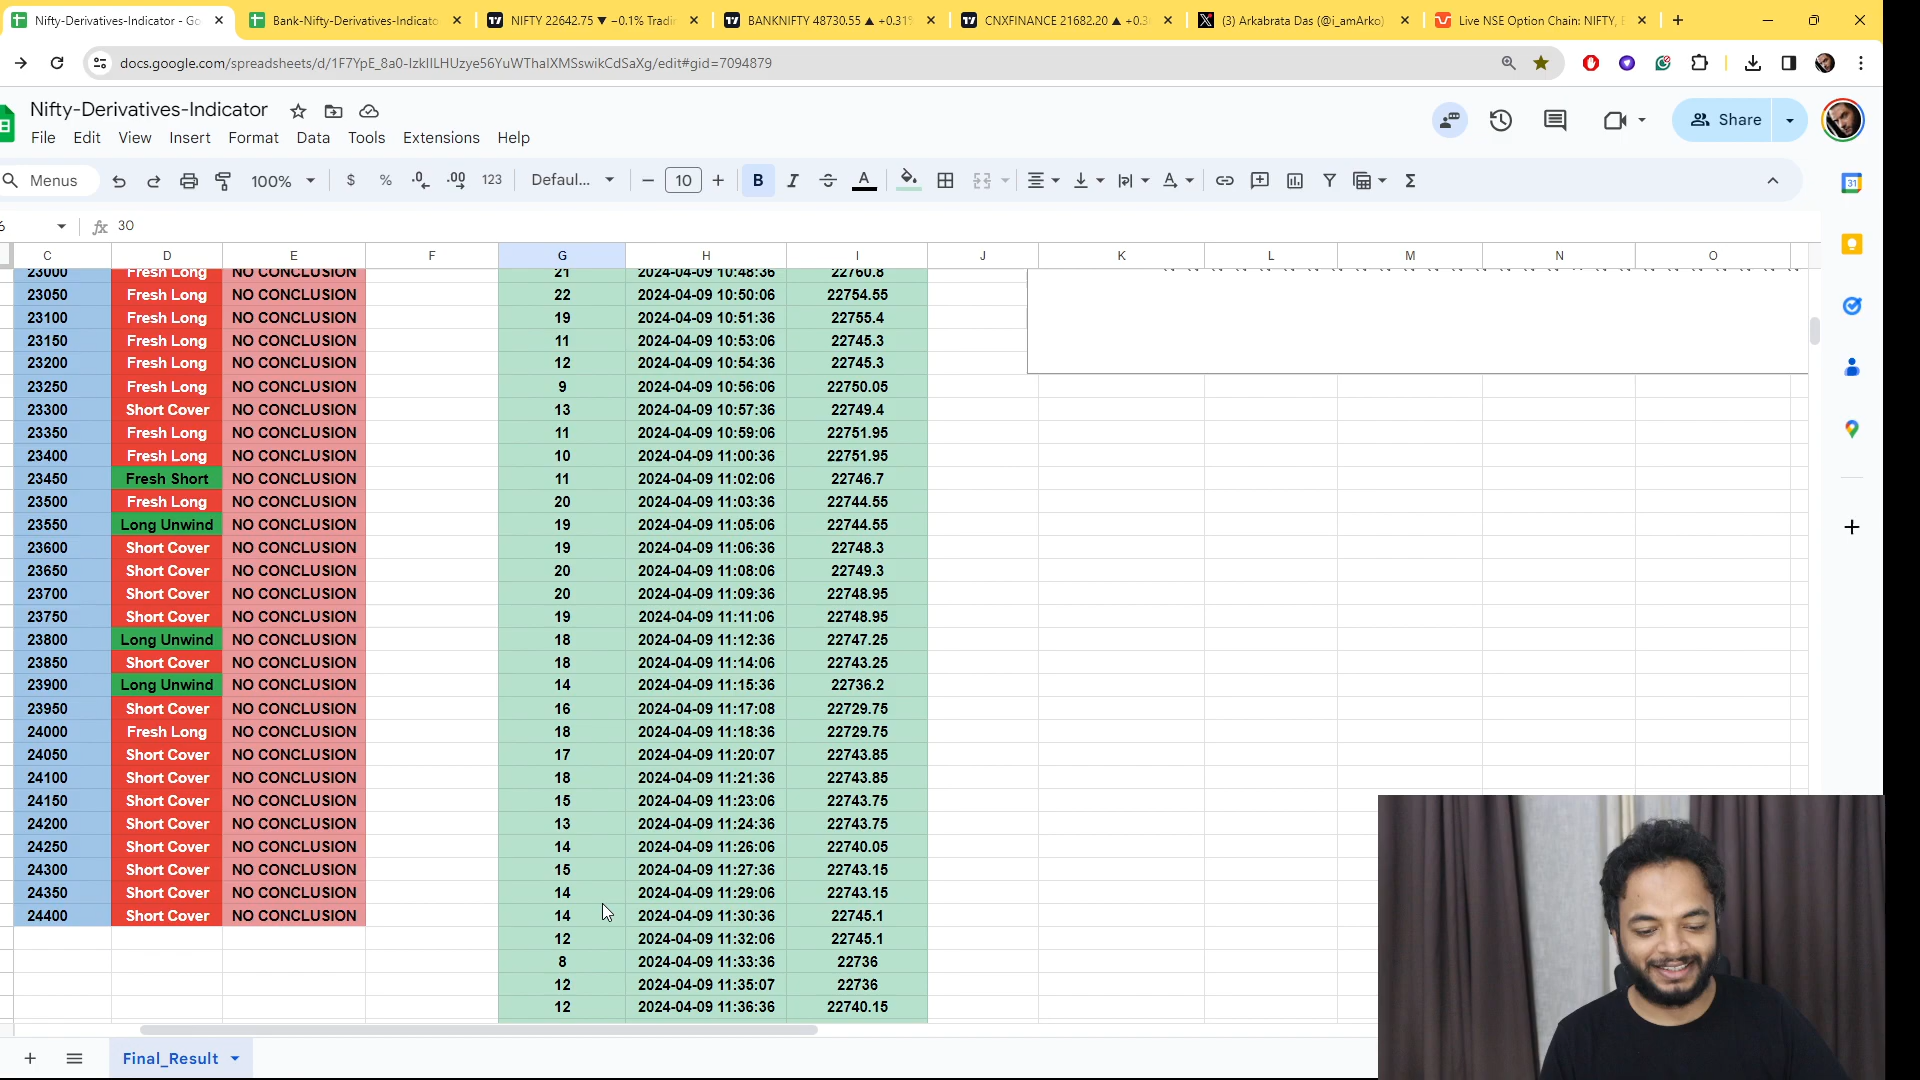 Nifty-Derivatives-Indicator - Go
Bank-Nifty-Derivatives-Indicato
NIFTY 22642.75 ▼ −0.1% Tradi
BANKNIFTY 48730.55 ▲ +0.31%
CNXFINANCE 21682.20 ▲ +0.3
(3) Arkabrata Das (@i_amArko)
Live NSE Option Chain: NIFTY,
docs.google.com/spreadsheets/d/1F7YpE_8a0-IzkIILHUzye56YuWThaIXMSswikCdSaXg/edit#gid=7094879
Nifty-Derivatives-Indicator
File Edit View Insert Format Data Tools Extensions Help
Share
Menus 100% $ % .0 .00 123 Defaul... − 10 + B I A Σ
31
6 fx 30
C D E F G H I J K L M N O
23000 Fresh Long NO CONCLUSION 21 2024-04-09 10:48:36 22760.8
23050 Fresh Long NO CONCLUSION 22 2024-04-09 10:50:06 22754.55
23100 Fresh Long NO CONCLUSION 19 2024-04-09 10:51:36 22755.4
23150 Fresh Long NO CONCLUSION 11 2024-04-09 10:53:06 22745.3
23200 Fresh Long NO CONCLUSION 12 2024-04-09 10:54:36 22745.3
23250 Fresh Long NO CONCLUSION 9 2024-04-09 10:56:06 22750.05
23300 Short Cover NO CONCLUSION 13 2024-04-09 10:57:36 22749.4
23350 Fresh Long NO CONCLUSION 11 2024-04-09 10:59:06 22751.95
23400 Fresh Long NO CONCLUSION 10 2024-04-09 11:00:36 22751.95
23450 Fresh Short NO CONCLUSION 11 2024-04-09 11:02:06 22746.7
23500 Fresh Long NO CONCLUSION 20 2024-04-09 11:03:36 22744.55
23550 Long Unwind NO CONCLUSION 19 2024-04-09 11:05:06 22744.55
23600 Short Cover NO CONCLUSION 19 2024-04-09 11:06:36 22748.3
23650 Short Cover NO CONCLUSION 20 2024-04-09 11:08:06 22749.3
23700 Short Cover NO CONCLUSION 20 2024-04-09 11:09:36 22748.95
23750 Short Cover NO CONCLUSION 19 2024-04-09 11:11:06 22748.95
23800 Long Unwind NO CONCLUSION 18 2024-04-09 11:12:36 22747.25
23850 Short Cover NO CONCLUSION 18 2024-04-09 11:14:06 22743.25
23900 Long Unwind NO CONCLUSION 14 2024-04-09 11:15:36 22736.2
23950 Short Cover NO CONCLUSION 16 2024-04-09 11:17:08 22729.75
24000 Fresh Long NO CONCLUSION 18 2024-04-09 11:18:36 22729.75
24050 Short Cover NO CONCLUSION 17 2024-04-09 11:20:07 22743.85
24100 Short Cover NO CONCLUSION 18 2024-04-09 11:21:36 22743.85
24150 Short Cover NO CONCLUSION 15 2024-04-09 11:23:06 22743.75
24200 Short Cover NO CONCLUSION 13 2024-04-09 11:24:36 22743.75
24250 Short Cover NO CONCLUSION 14 2024-04-09 11:26:06 22740.05
24300 Short Cover NO CONCLUSION 15 2024-04-09 11:27:36 22743.15
24350 Short Cover NO CONCLUSION 14 2024-04-09 11:29:06 22743.15
24400 Short Cover NO CONCLUSION 14 2024-04-09 11:30:36 22745.1
12 2024-04-09 11:32:06 22745.1
8 2024-04-09 11:33:36 22736
12 2024-04-09 11:35:07 22736
12 2024-04-09 11:36:36 22740.15
Final_Result